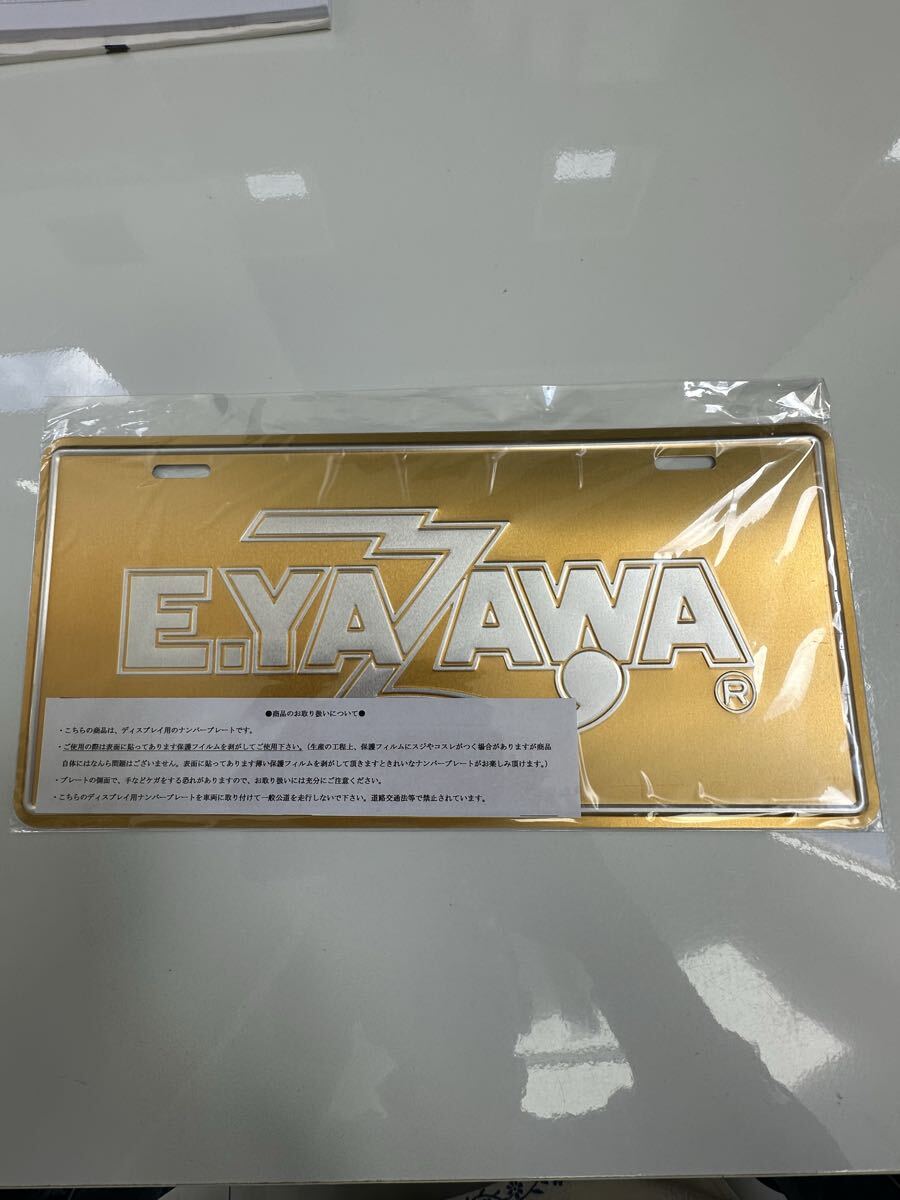 E.YAZAWA
®
●商品のお取り扱いについて●
・こちらの商品は、ディスプレイ用のナンバープレートです。
・ご使用の際は表面に貼ってあります保護フイルムを剥がしてご使用下さい。（生産の工程上、保護フィルムにスジやコスレがつく場合がありますが商品
自体にはなんら問題はございません。表面に貼ってあります薄い保護フィルムを剥がして頂きますときれいなナンバープレートがお楽しみ頂けます。）
・プレートの側面で、手などケガをする恐れがありますので、お取り扱いには充分にご注意ください。
・こちらのディスプレイ用ナンバープレートを車両に取り付けて一般公道を走行しないで下さい。道路交通法等で禁止されています。